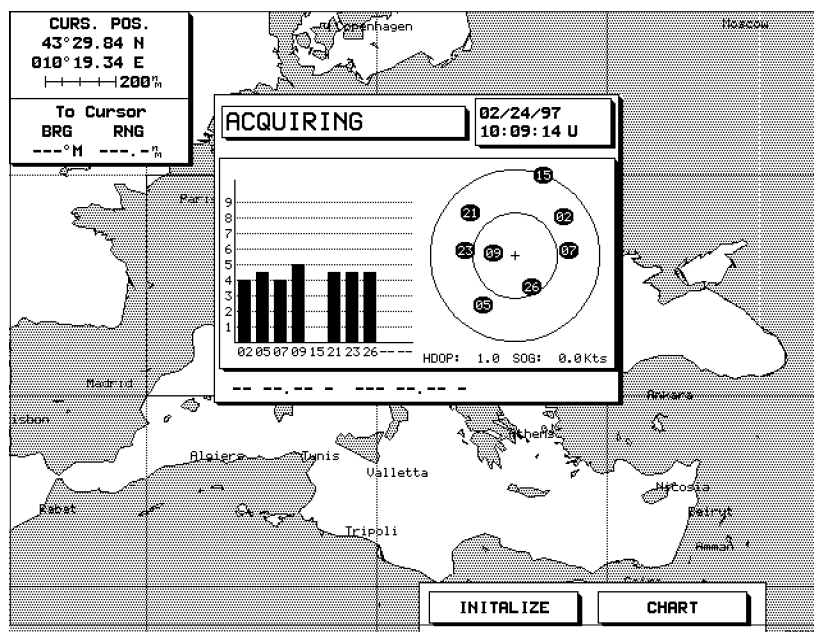 CURS. POS.
43°29.84 N
010°19.34 E
200nm
To Cursor
BRG RNG
---°M ---.-nm
Copenhagen
Moscow
ACQUIRING
02/24/97
10:09:14 U
Paris
9
8
7
6
5
4
3
2
1
02 05 07 09 15 21 23 26 -- --
15
21
02
23
09
07
26
05
HDOP: 1.0 SOG: 0.0Kts
-- --.-- - --- --.-- -
Madrid
Ankara
isbon
Athens
Algiers
Tunis
Valletta
Nicosia
Rabat
Beiryt
Tripoli
Amman
Cairo
INITALIZE
CHART